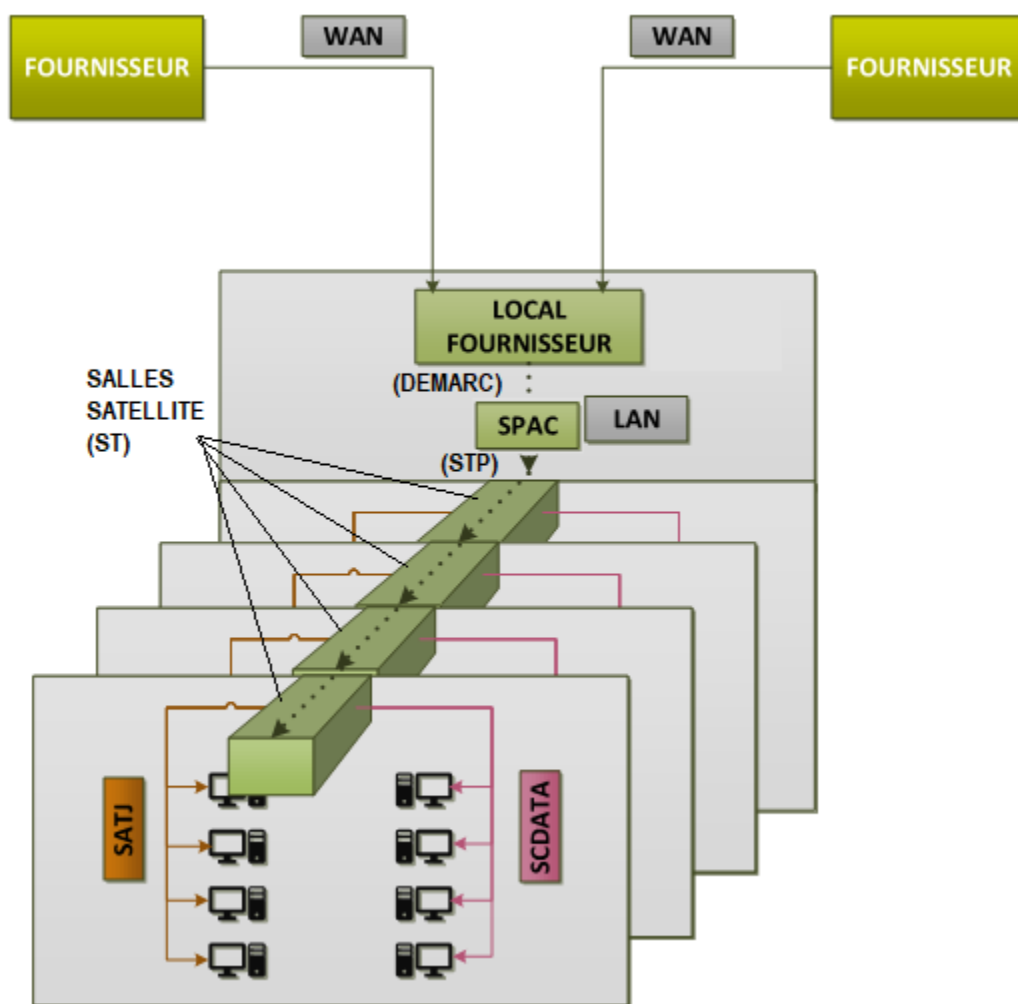 WAN
WAN
FOURNISSEUR
FOURNISSEUR
LOCAL
FOURNISSEUR
(DEMARC)
SALLES
SATELLITE
(ST)
SPAC
LAN
(STP)
SATJ
SCDATA